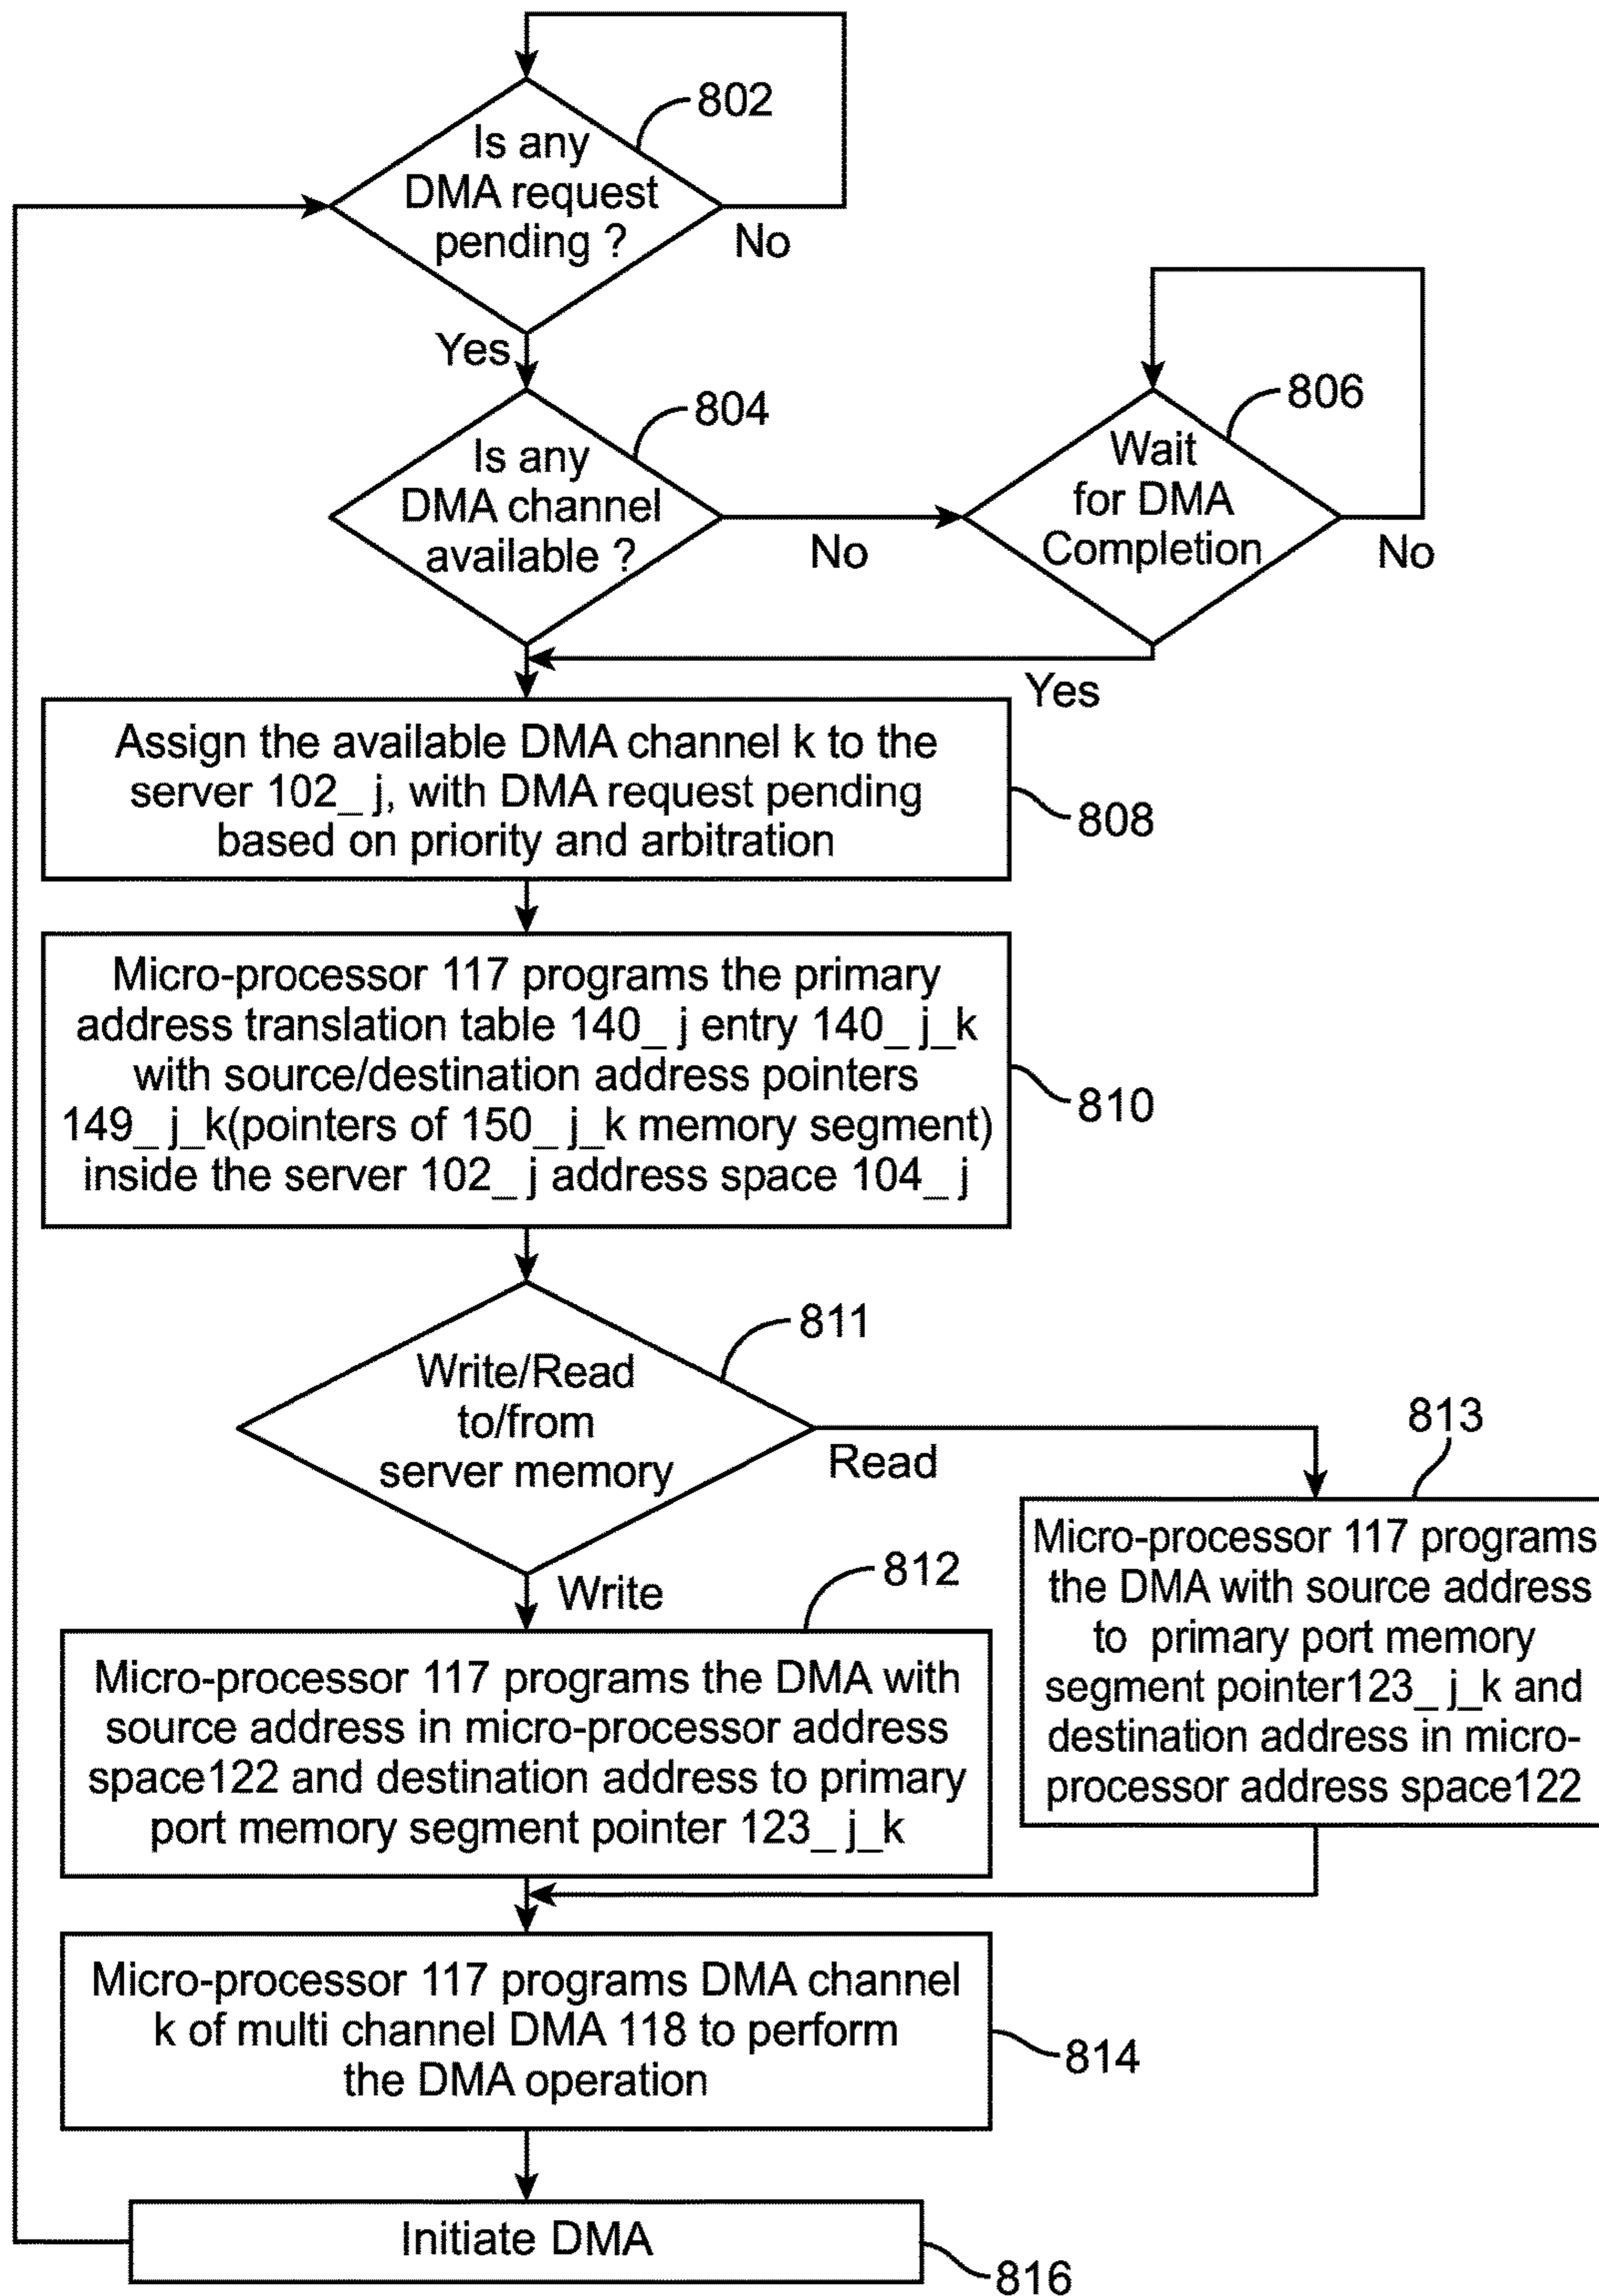 802
Is any
DMA request
pending ?
No
Yes
804
Is any
DMA channel
available ?
No
806
Wait
for DMA
Completion
No
Yes
Assign the available DMA channel k to the
server 102_ j, with DMA request pending
based on priority and arbitration
808
Micro-processor 117 programs the primary
address translation table 140_ j entry 140_ j_k
with source/destination address pointers
149_ j_k(pointers of 150_ j_k memory segment)
inside the server 102_ j address space 104_ j
810
811
Write/Read
to/from
server memory
Read
Write
813
Micro-processor 117 programs
the DMA with source address
to primary port memory
segment pointer123_ j_k and
destination address in micro-
processor address space122
812
Micro-processor 117 programs the DMA with
source address in micro-processor address
space122 and destination address to primary
port memory segment pointer 123_ j_k
Micro-processor 117 programs DMA channel
k of multi channel DMA 118 to perform
the DMA operation
814
Initiate DMA
816